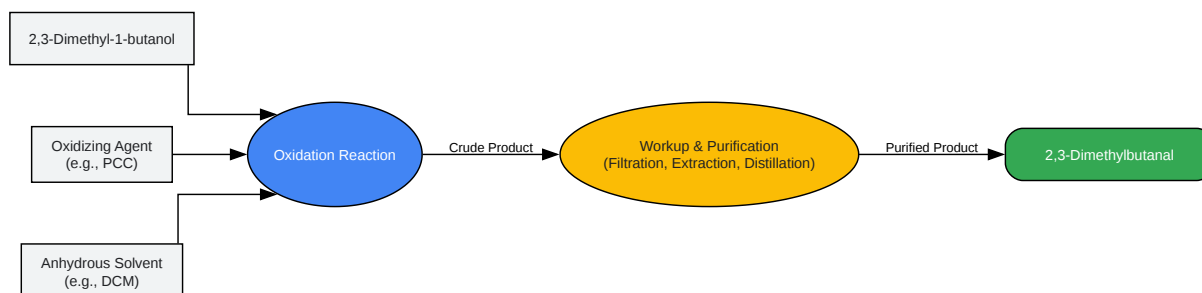 2,3-Dimethyl-1-butanol
Oxidizing Agent
(e.g., PCC)
Anhydrous Solvent
(e.g., DCM)
Oxidation Reaction
Crude Product
Workup & Purification
(Filtration, Extraction, Distillation)
Purified Product
2,3-Dimethylbutanal